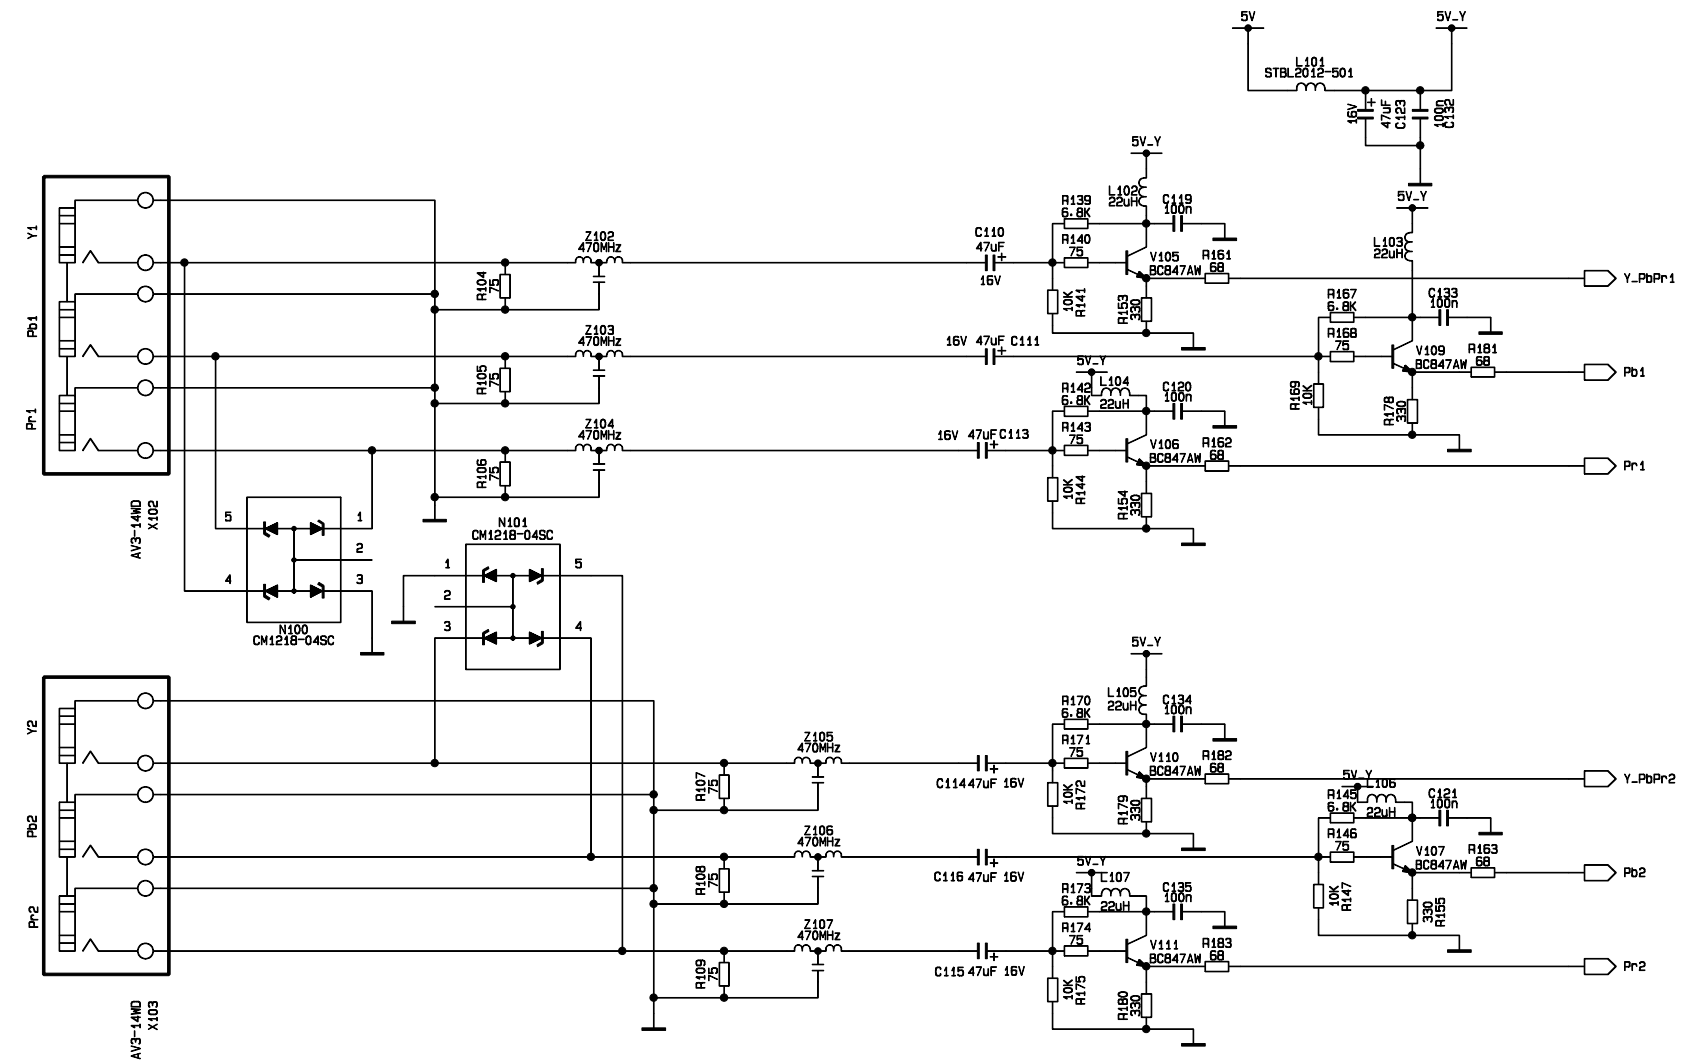 5V
5V_Y
L101
STBL2012-501
16V
+
47uF
C123
100n
C132
5V_Y
5V_Y
L102
22uH
R139
6.8K
C119
100n
Y1
Z102
470MHz
C110
47uF
+
16V
R140
75
V105
BC847AW
R161
68
L103
22uH
R104
75
10K
R141
R153
330
Y_PbPr1
R167
6.8K
C133
100n
Pb1
Z103
470MHz
16V 47uF C111
+
R168
75
V109
BC847AW
R181
68
5V_Y
L104
22uH
R105
75
R142
6.8K
C120
100n
R169
10K
R178
330
Pb1
Pr1
Z104
470MHz
16V 47uF C113
+
R143
75
V106
BC847AW
R162
68
R106
75
10K
R144
R154
330
Pr1
AV3-14WD
X102
5
1
2
4
3
N100
CM1218-04SC
N101
CM1218-04SC
1
5
2
3
4
5V_Y
L105
22uH
R170
6.8K
C134
100n
Y2
Z105
470MHz
C114 47uF 16V
+
R171
75
V110
BC847AW
R182
68
R107
75
10K
R172
R179
330
Y_PbPr2
5V_Y
L106
22uH
R145
6.8K
C121
100n
Pb2
Z106
470MHz
C116 47uF 16V
+
R146
75
V107
BC847AW
R163
68
5V_Y
L107
22uH
R108
75
R173
6.8K
C135
100n
10K
R147
330
R155
Pb2
Pr2
Z107
470MHz
C115 47uF 16V
+
R174
75
V111
BC847AW
R183
68
R109
75
10K
R175
R180
330
Pr2
AV3-14WD
X103